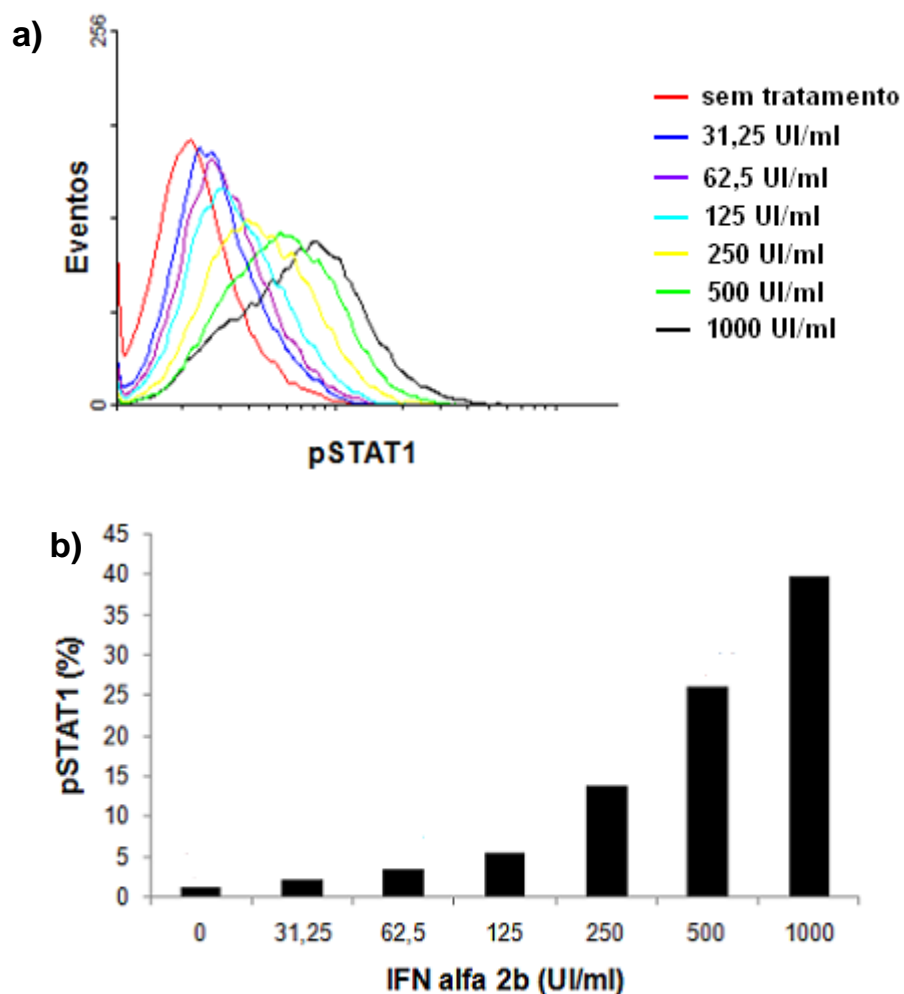 a)
256
Eventos
0
pSTAT1
sem tratamento
31,25 UI/ml
62,5 UI/ml
125 UI/ml
250 UI/ml
500 UI/ml
1000 UI/ml
b)
pSTAT1 (%)
45
40
35
30
25
20
15
10
5
0
0 31,25 62,5 125 250 500 1000
IFN alfa 2b (UI/ml)